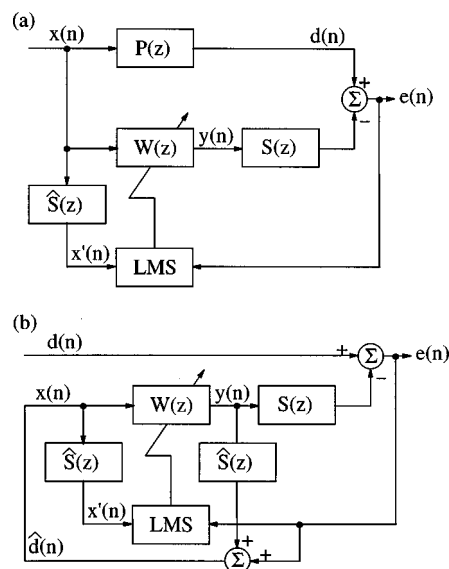 (a)
x(n)
P(z)
d(n)
+
Σ
e(n)
−
W(z)
y(n)
S(z)
Ŝ(z)
x'(n)
LMS
(b)
d(n)
+
Σ
e(n)
−
x(n)
W(z)
y(n)
S(z)
Ŝ(z)
Ŝ(z)
x'(n)
LMS
d̂(n)
+
Σ
+